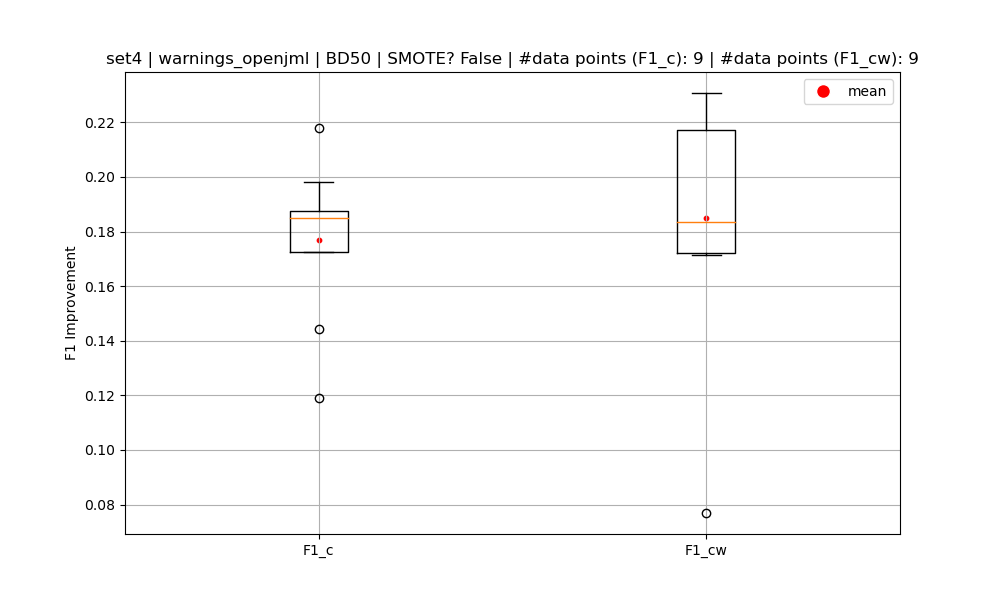 set4 | warnings_openjml | BD50 | SMOTE? False | #data points (F1_c): 9 | #data points (F1_cw): 9
mean
0.22
0.20
0.18
0.16
0.14
0.12
0.10
0.08
F1 Improvement
F1_c
F1_cw